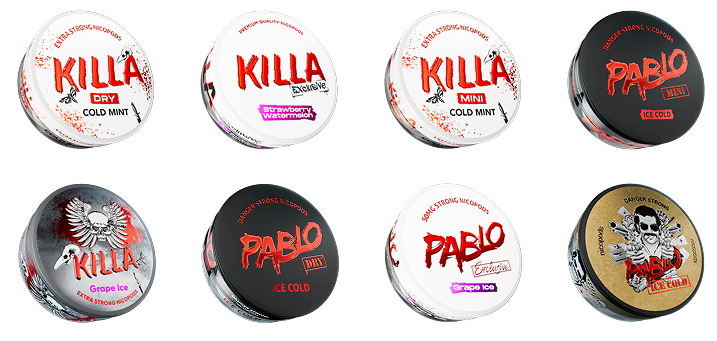 EXTRA STRONG NICOPODS
KILLA
DRY
COLD MINT
PREMIUM QUALITY NICOPODS
KILLA
Exclusive
Strawberry
Watermelon
EXTRA STRONG NICOPODS
KILLA
MINI
COLD MINT
DANGER STRONG NICOPODS
PABLO
MINI
ICE COLD
KILLA
Grape Ice
EXTRA STRONG NICOPODS
DANGER STRONG NICOPODS
PABLO
DRY
ICE COLD
50MG STRONG NICOPODS
PABLO
Exclusive
Grape Ice
DANGER STRONG
nicopods
nicopods
PABLO
ICE COLD